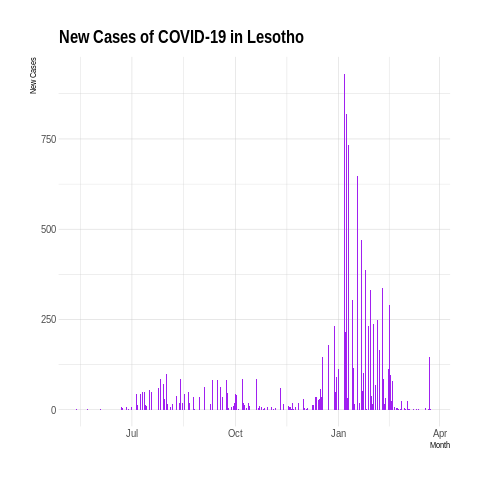 New Cases of COVID-19 in Lesotho
New Cases
750
500
250
0
Jul Oct Jan Apr
Month